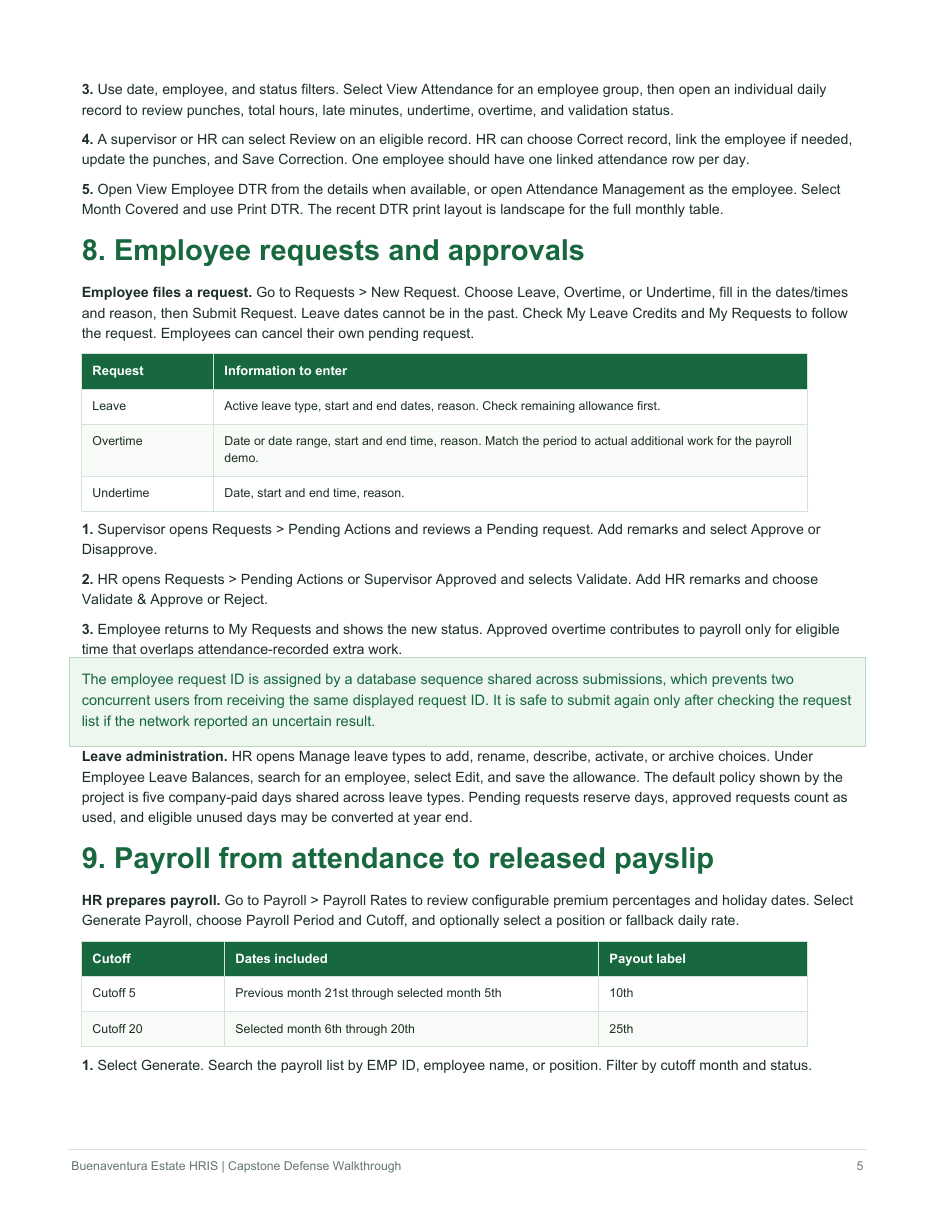 3. Use date, employee, and status filters. Select View Attendance for an employee group, then open an individual daily
record to review punches, total hours, late minutes, undertime, overtime, and validation status.
4. A supervisor or HR can select Review on an eligible record. HR can choose Correct record, link the employee if needed,
update the punches, and Save Correction. One employee should have one linked attendance row per day.
5. Open View Employee DTR from the details when available, or open Attendance Management as the employee. Select
Month Covered and use Print DTR. The recent DTR print layout is landscape for the full monthly table.
8. Employee requests and approvals
Employee files a request. Go to Requests > New Request. Choose Leave, Overtime, or Undertime, fill in the dates/times
and reason, then Submit Request. Leave dates cannot be in the past. Check My Leave Credits and My Requests to follow
the request. Employees can cancel their own pending request.
Request Information to enter
Leave Active leave type, start and end dates, reason. Check remaining allowance first.
Overtime Date or date range, start and end time, reason. Match the period to actual additional work for the payroll
demo.
Undertime Date, start and end time, reason.
1. Supervisor opens Requests > Pending Actions and reviews a Pending request. Add remarks and select Approve or
Disapprove.
2. HR opens Requests > Pending Actions or Supervisor Approved and selects Validate. Add HR remarks and choose
Validate & Approve or Reject.
3. Employee returns to My Requests and shows the new status. Approved overtime contributes to payroll only for eligible
time that overlaps attendance-recorded extra work.
The employee request ID is assigned by a database sequence shared across submissions, which prevents two
concurrent users from receiving the same displayed request ID. It is safe to submit again only after checking the request
list if the network reported an uncertain result.
Leave administration. HR opens Manage leave types to add, rename, describe, activate, or archive choices. Under
Employee Leave Balances, search for an employee, select Edit, and save the allowance. The default policy shown by the
project is five company-paid days shared across leave types. Pending requests reserve days, approved requests count as
used, and eligible unused days may be converted at year end.
9. Payroll from attendance to released payslip
HR prepares payroll. Go to Payroll > Payroll Rates to review configurable premium percentages and holiday dates. Select
Generate Payroll, choose Payroll Period and Cutoff, and optionally select a position or fallback daily rate.
Cutoff Dates included Payout label
Cutoff 5 Previous month 21st through selected month 5th 10th
Cutoff 20 Selected month 6th through 20th 25th
1. Select Generate. Search the payroll list by EMP ID, employee name, or position. Filter by cutoff month and status.
Buenaventura Estate HRIS | Capstone Defense Walkthrough 5